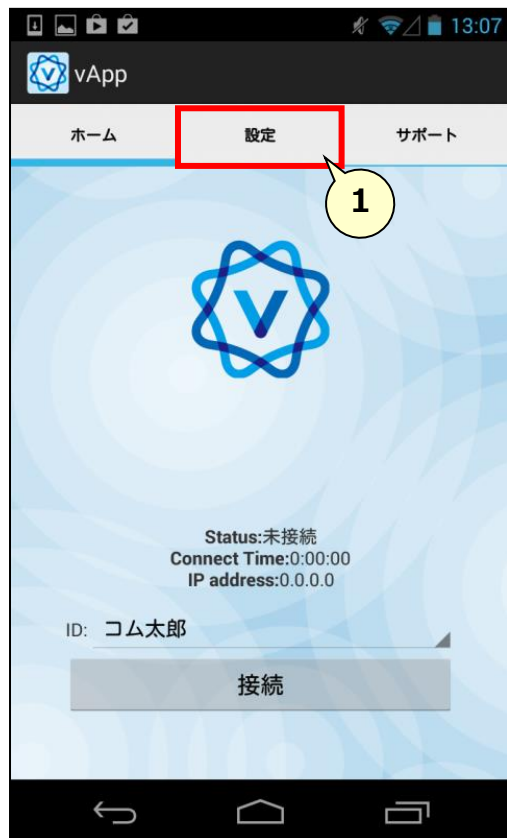 13:07
vApp
ホーム 設定 サポート
1
V
Status:未接続
Connect Time:0:00:00
IP address:0.0.0.0
ID: コム太郎
接続